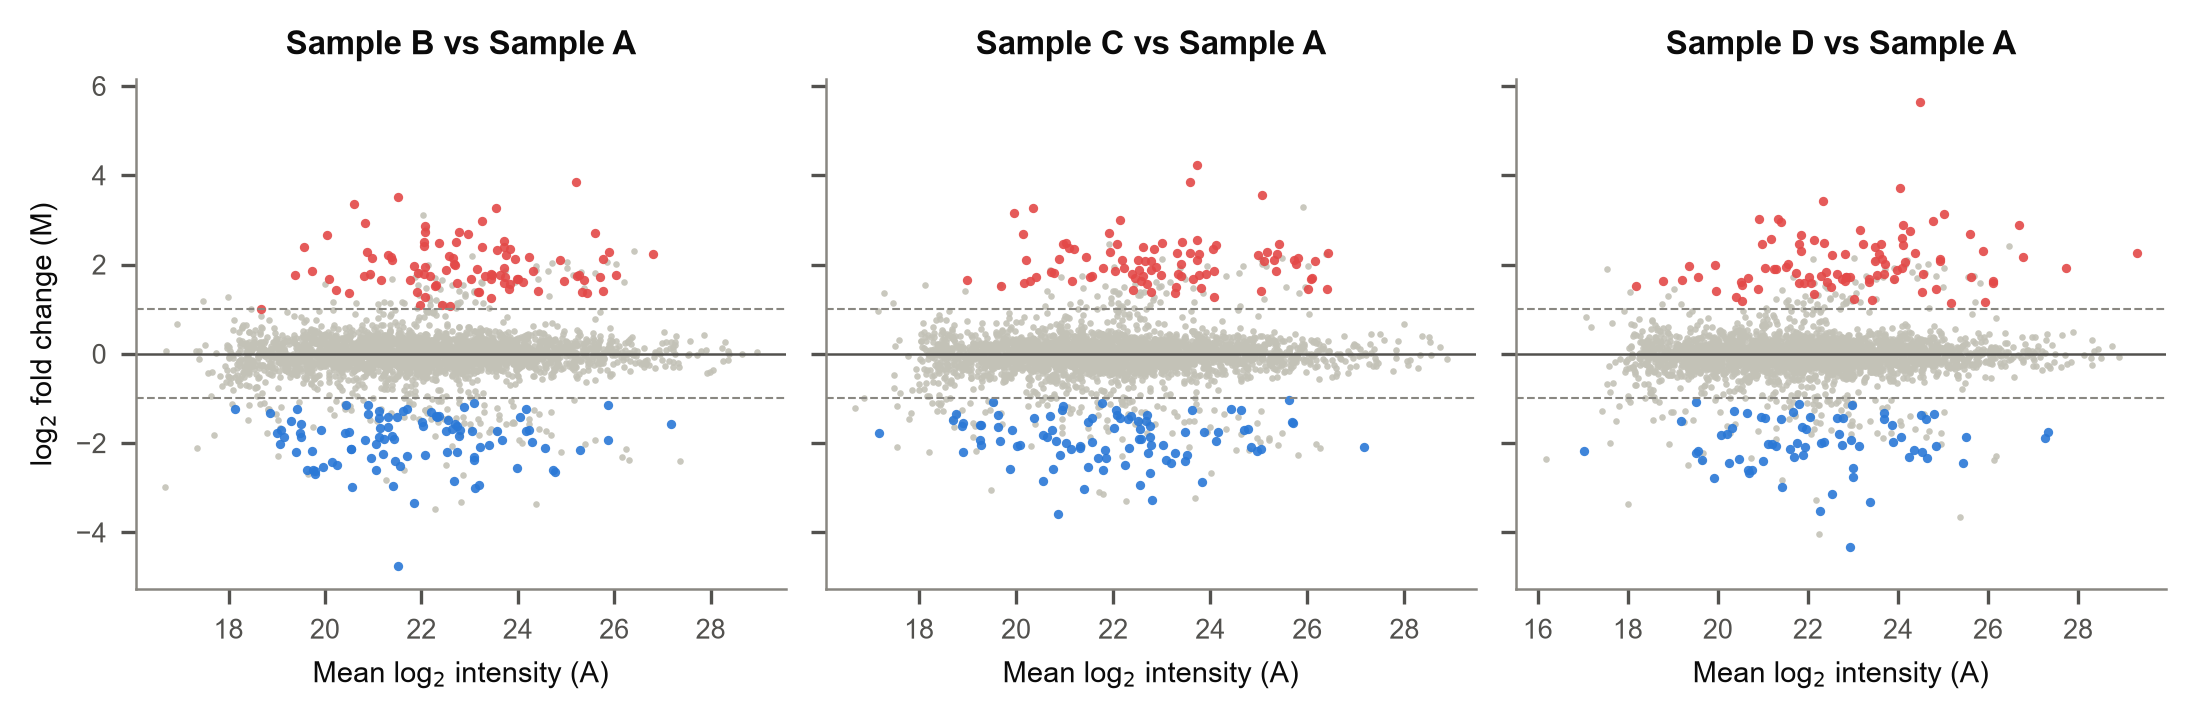 Sample B vs Sample A
Sample C vs Sample A
Sample D vs Sample A
log₂ fold change (M)
6
4
2
0
−2
−4
18 20 22 24 26 28
18 20 22 24 26 28
16 18 20 22 24 26 28
Mean log₂ intensity (A)
Mean log₂ intensity (A)
Mean log₂ intensity (A)